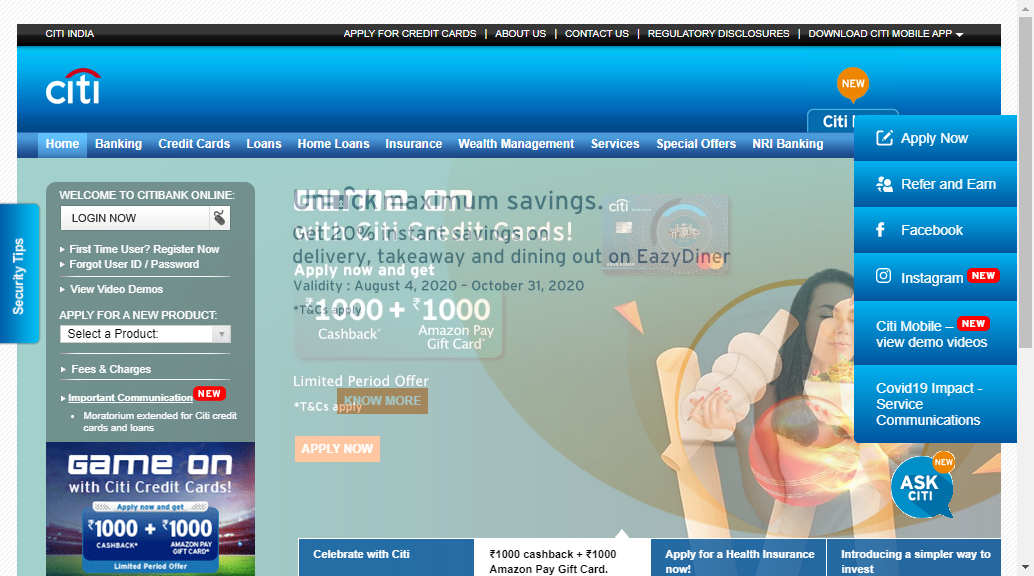 CITI INDIA
APPLY FOR CREDIT CARDS | ABOUT US | CONTACT US | REGULATORY DISCLOSURES | DOWNLOAD CITI MOBILE APP
citi
NEW
Citi
Home Banking Credit Cards Loans Home Loans Insurance Wealth Management Services Special Offers NRI Banking
Apply Now
Refer and Earn
Facebook
Instagram NEW
Citi Mobile – NEW
view demo videos
Covid19 Impact -
Service
Communications
Security Tips
WELCOME TO CITIBANK ONLINE:
LOGIN NOW
First Time User? Register Now
Forgot User ID / Password
View Video Demos
APPLY FOR A NEW PRODUCT:
Select a Product:
Fees & Charges
Important Communication NEW
Moratorium extended for Citi credit
cards and loans
GAME ON
with Citi Credit Cards!
Apply now and get
₹1000 + ₹1000
CASHBACK* AMAZON PAY
GIFT CARD*
Limited Period Offer
Unlock maximum savings.
Get 20% instant savings on
delivery, takeaway and dining out on EazyDiner
Validity : August 4, 2020 – October 31, 2020
*T&Cs apply
KNOW MORE
citi
GAME ON
with Citi Credit Cards!
Apply now and get
₹1000 + ₹1000
Cashback* Amazon Pay
Gift Card*
Limited Period Offer
*T&Cs apply
APPLY NOW
NEW
ASK
CITI
Celebrate with Citi
₹1000 cashback + ₹1000
Amazon Pay Gift Card.
Apply for a Health Insurance
now!
Introducing a simpler way to
invest